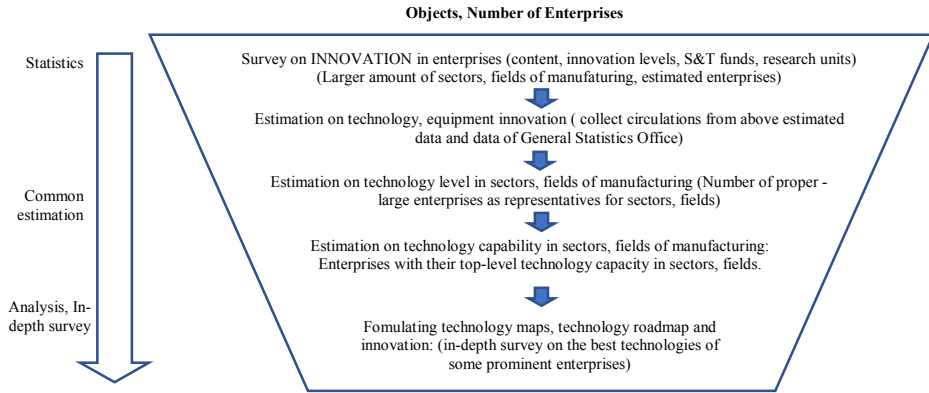 Objects, Number of Enterprises
Statistics
Survey on INNOVATION in enterprises (content, innovation levels, S&T funds, research units)
(Larger amount of sectors, fields of manufaturing, estimated enterprises)
Estimation on technology, equipment innovation ( collect circulations from above estimated
data and data of General Statistics Office)
Common
estimation
Estimation on technology level in sectors, fields of manufacturing (Number of proper -
large enterprises as representatives for sectors, fields)
Estimation on technology capability in sectors, fields of manufacturing:
Enterprises with their top-level technology capacity in sectors, fields.
Analysis, In-
depth survey
Fomulating technology maps, technology roadmap and
innovation: (in-depth survey on the best technologies of
some prominent enterprises)